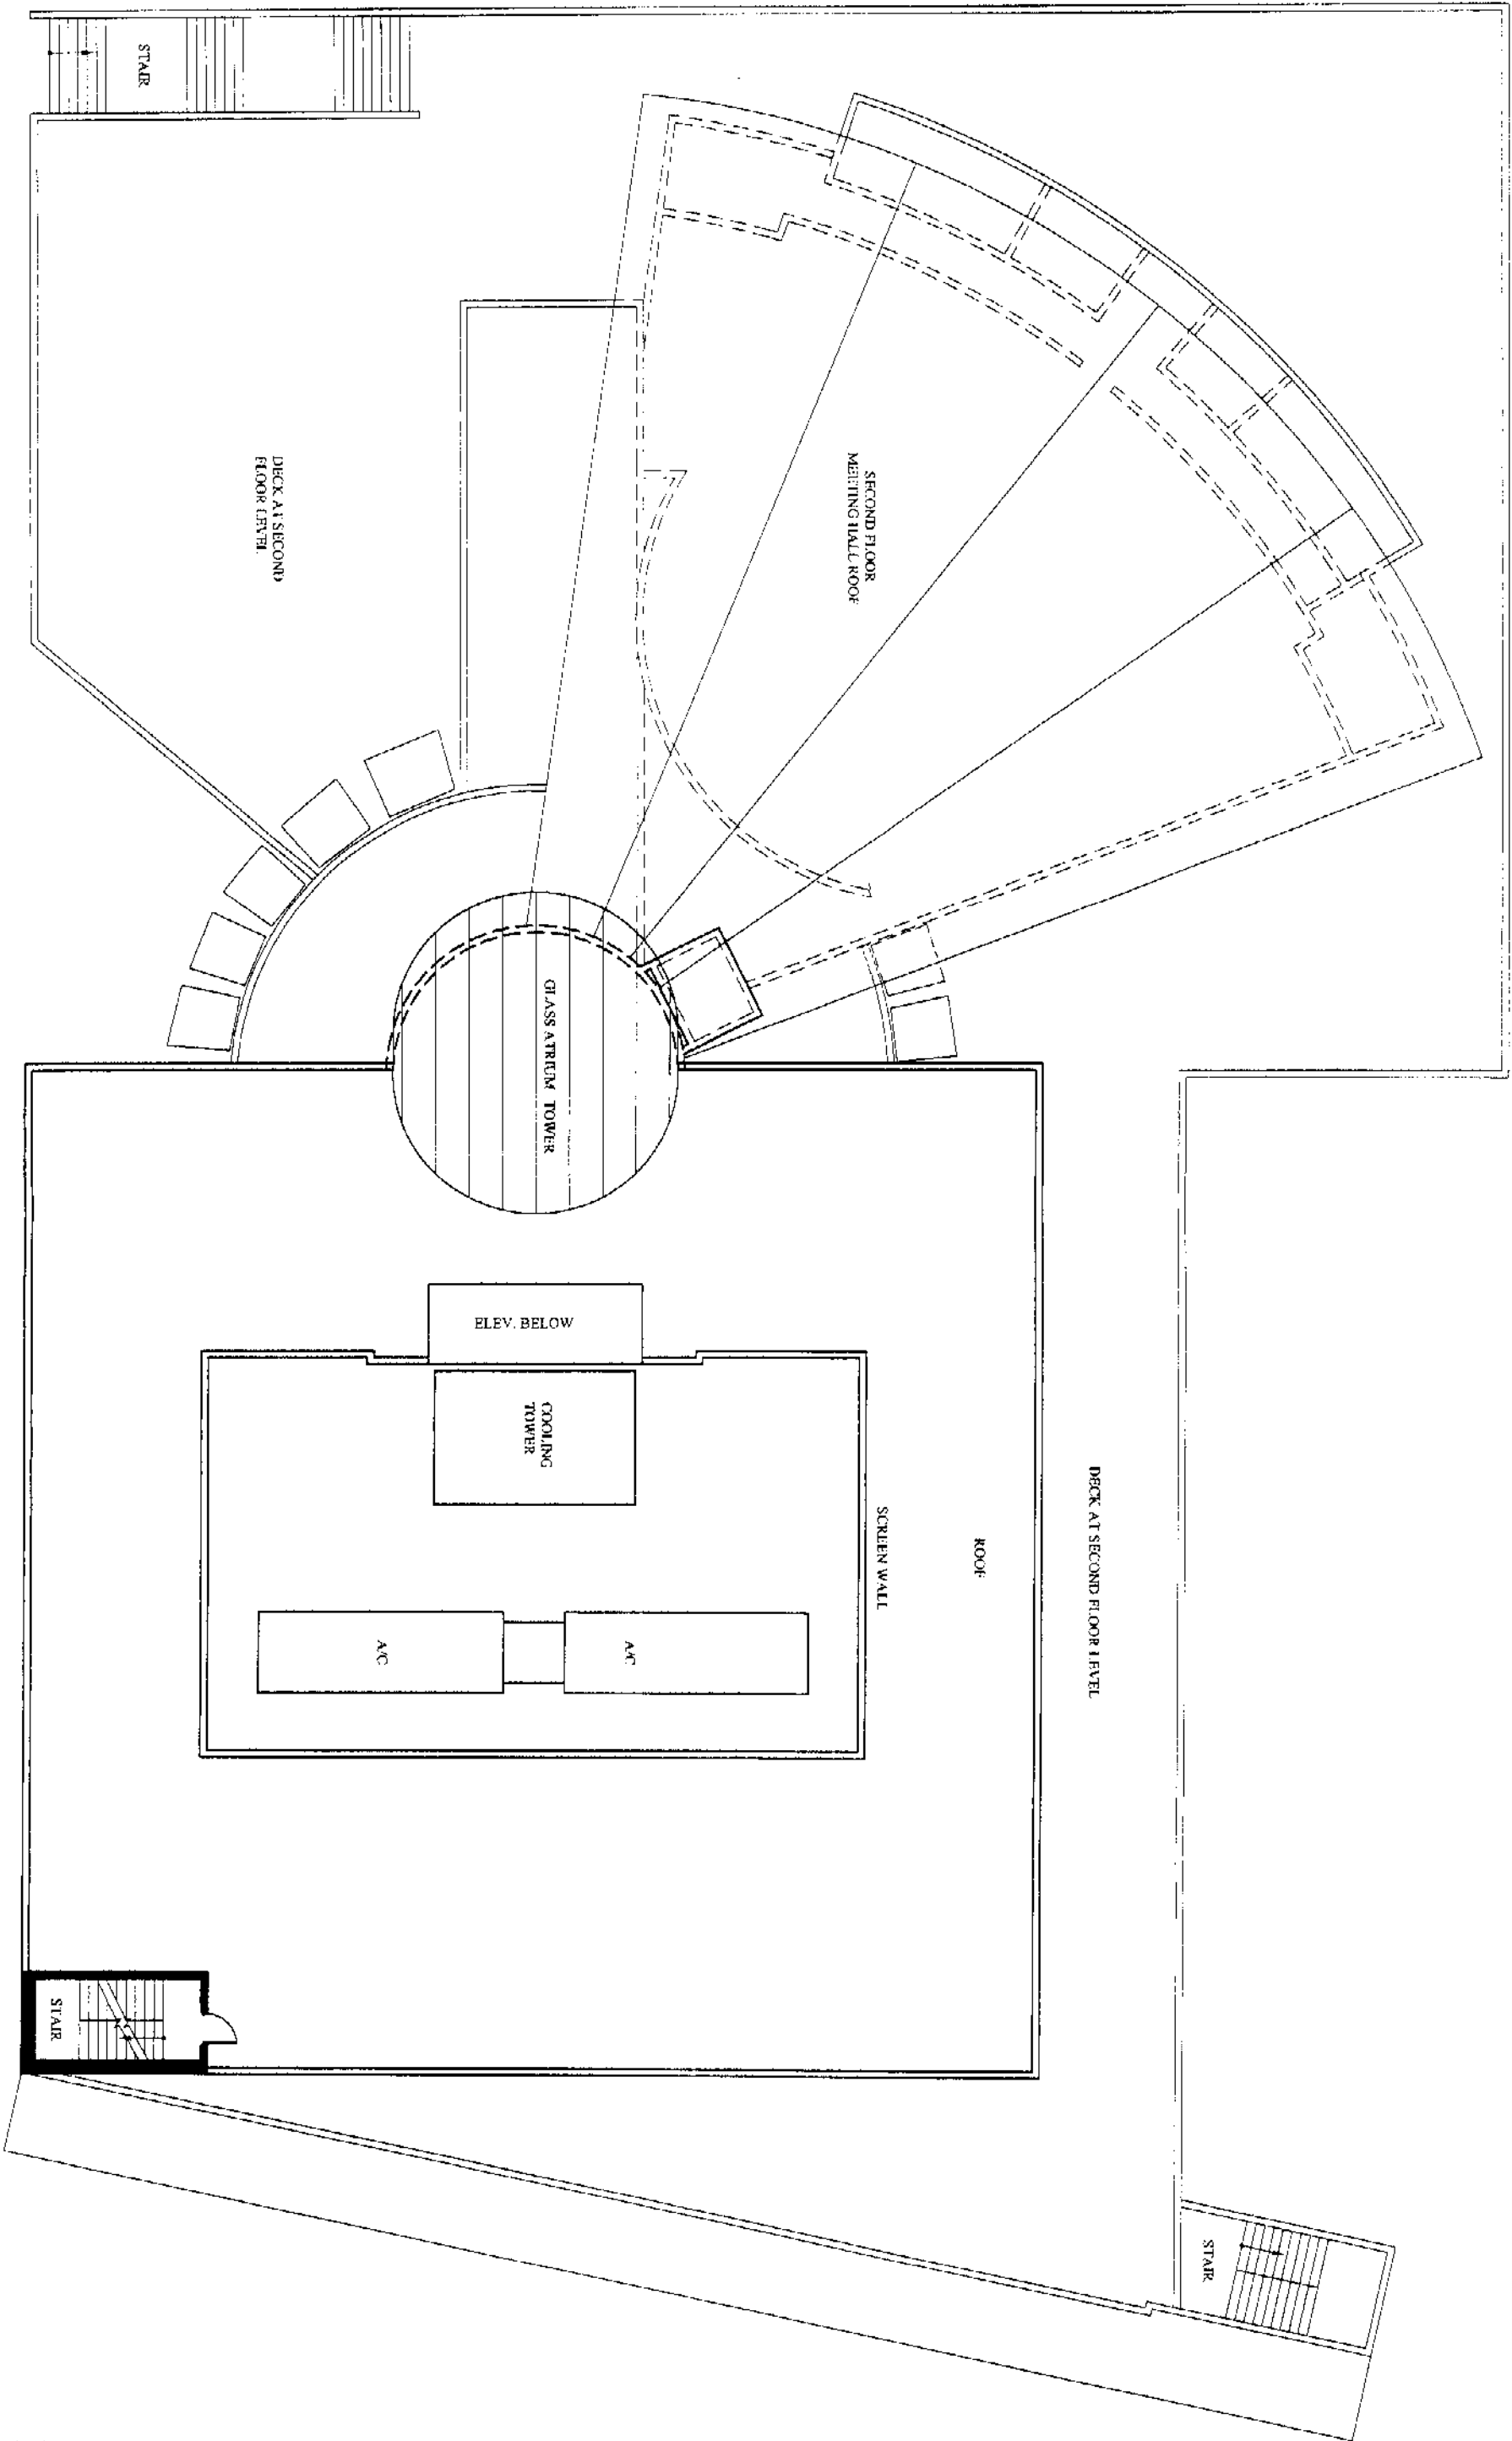 STAIR
DECK AT SECOND
FLOOR LEVEL
SECOND FLOOR
MEETING HALL ROOF
GLASS ATRIUM TOWER
ELEV. BELOW
COOLING
TOWER
SCREEN WALL
ROOF
DECK AT SECOND FLOOR LEVEL
A/C
A/C
STAIR
STAIR